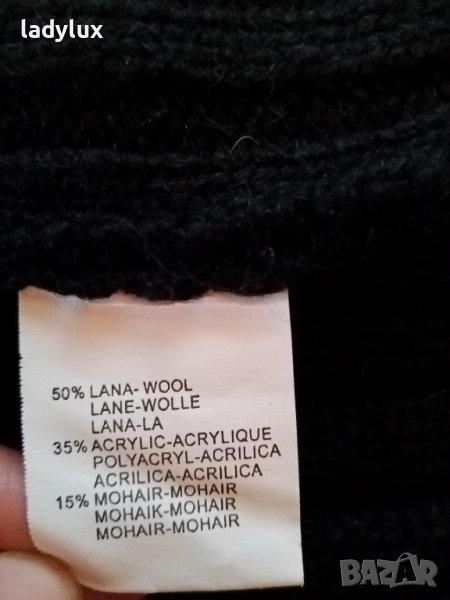 ladylux
50% LANA-WOOL
LANE-WOLLE
LANA-LA
35% ACRYLIC-ACRYLIQUE
POLYACRYL-ACRILICA
ACRILICA-ACRILICA
15% MOHAIR-MOHAIR
MOHAIK-MOHAIR
MOHAIR-MOHAIR
BAZAR